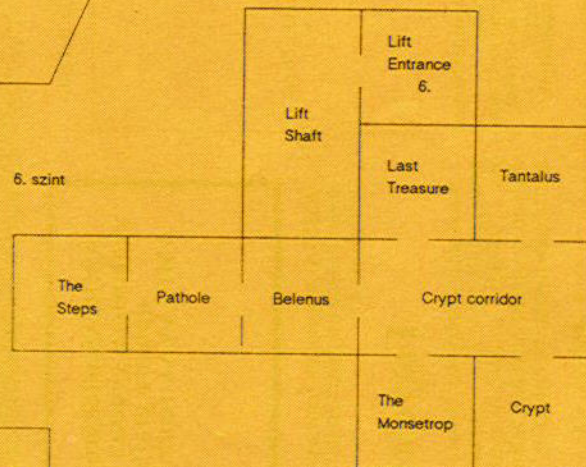 Lift
Entrance
6.
Lift
Shaft
6. szint
Last
Treasure
Tantalus
The
Steps
Pathole
Belenus
Crypt corridor
The
Monsetrop
Crypt